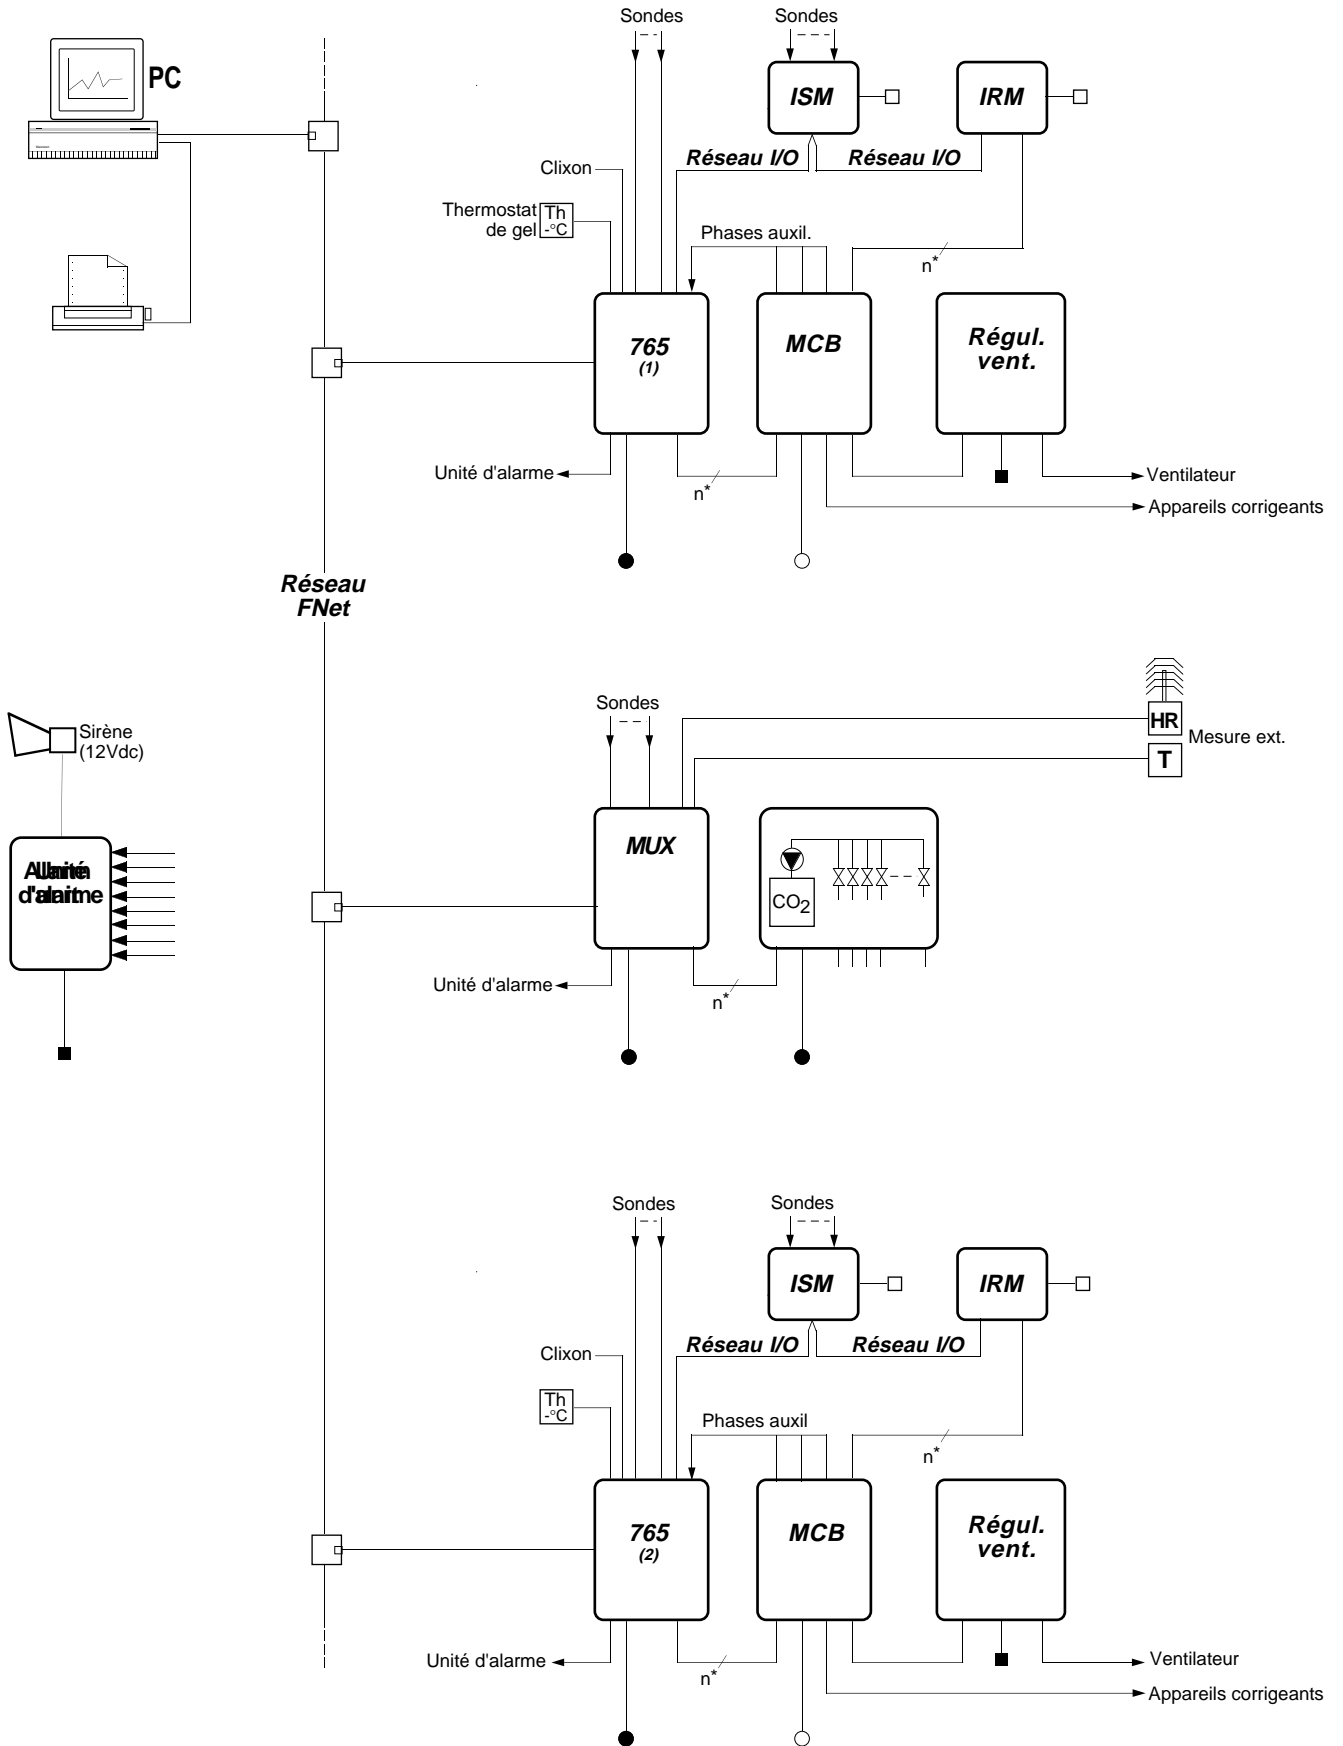 Sondes
Sondes
PC
ISM
IRM
Réseau I/O
Réseau I/O
Clixon
Thermostat
de gel
Th
-°C
Phases auxil.
n*
765
(1)
MCB
Régul.
vent.
Unité d'alarme
n*
Ventilateur
Appareils corrigeants
Réseau
FNet
Sondes
HR
T
Mesure ext.
Sirène
(12Vdc)
MUX
CO2
Unité
d'alarme
Unité d'alarme
n*
Sondes
Sondes
ISM
IRM
Réseau I/O
Réseau I/O
Clixon
Th
-°C
Phases auxil
n*
765
(2)
MCB
Régul.
vent.
Unité d'alarme
n*
Ventilateur
Appareils corrigeants